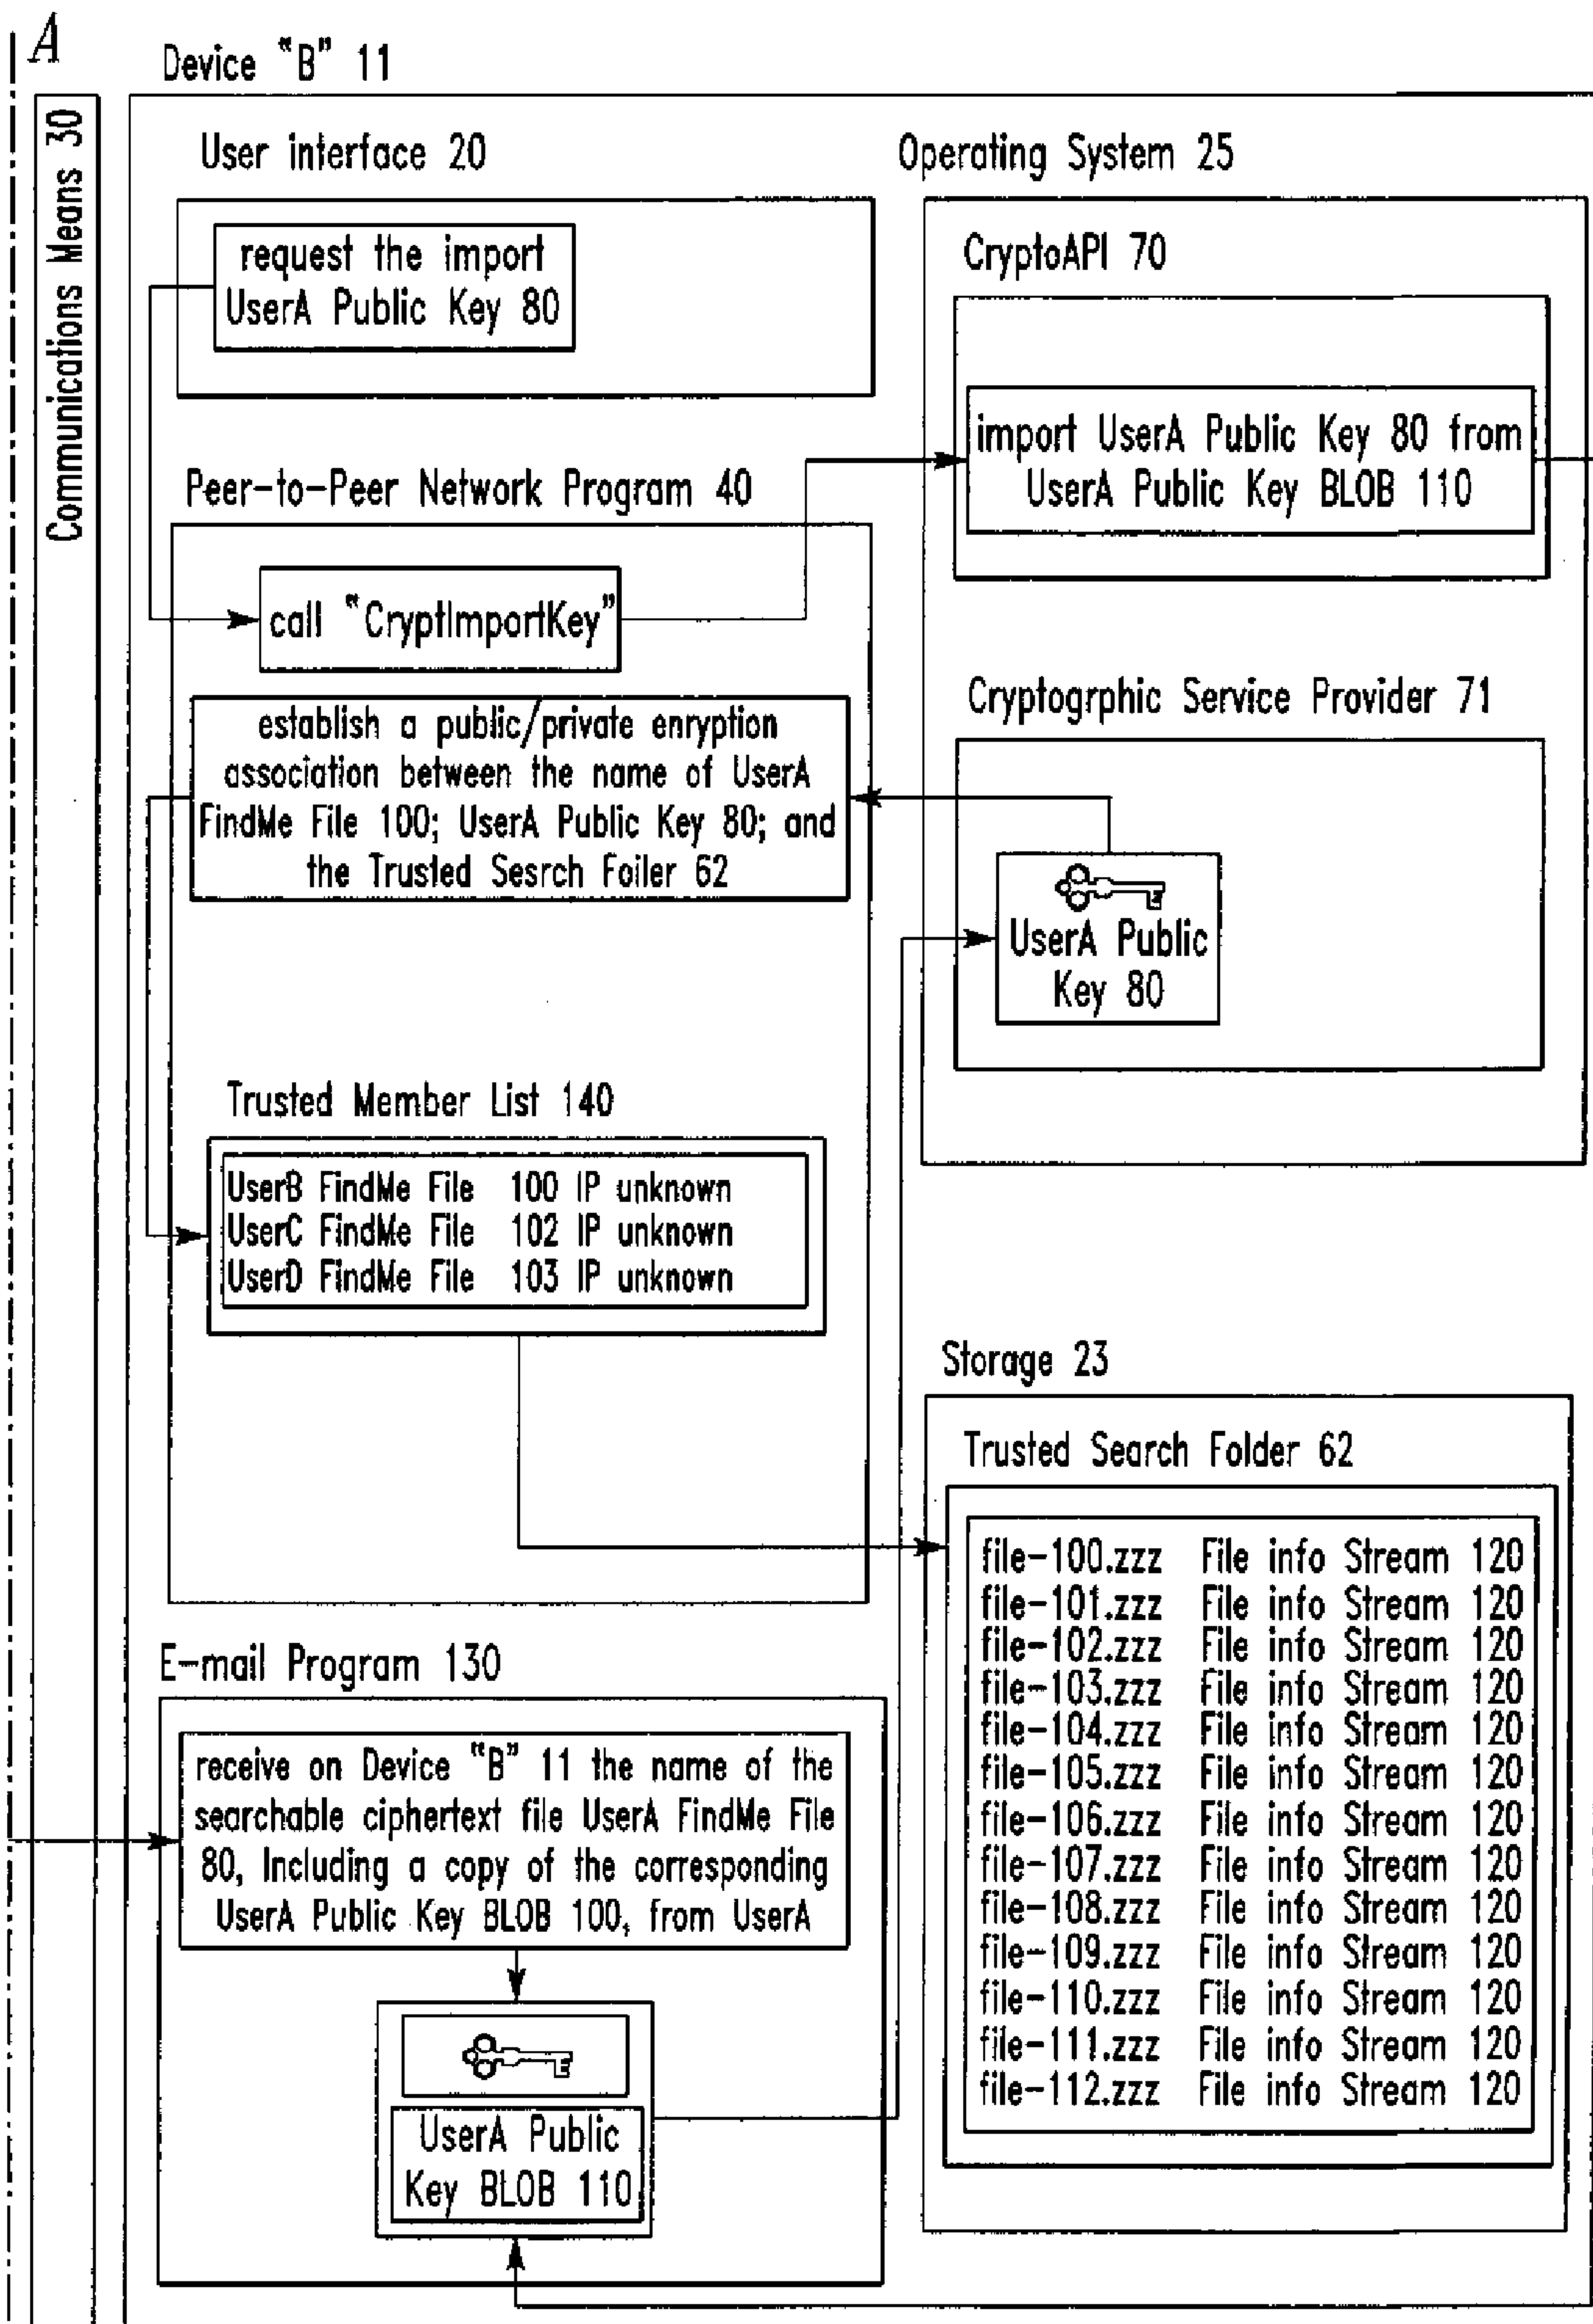 A
Device "B" 11
Communications Means 30
User interface 20
request the import
UserA Public Key 80
Operating System 25
CryptoAPI 70
import UserA Public Key 80 from
UserA Public Key BLOB 110
Peer-to-Peer Network Program 40
call "CryptImportKey"
establish a public/private enryption
association between the name of UserA
FindMe File 100; UserA Public Key 80; and
the Trusted Sesrch Foiler 62
Cryptogrphic Service Provider 71
UserA Public
Key 80
Trusted Member List 140
UserB FindMe File 100 IP unknown
UserC FindMe File 102 IP unknown
UserD FindMe File 103 IP unknown
Storage 23
Trusted Search Folder 62
file-100.zzz File info Stream 120
file-101.zzz File info Stream 120
file-102.zzz File info Stream 120
file-103.zzz File info Stream 120
file-104.zzz File info Stream 120
file-105.zzz File info Stream 120
file-106.zzz File info Stream 120
file-107.zzz File info Stream 120
file-108.zzz File info Stream 120
file-109.zzz File info Stream 120
file-110.zzz File info Stream 120
file-111.zzz File info Stream 120
file-112.zzz File info Stream 120
E-mail Program 130
receive on Device "B" 11 the name of the
searchable ciphertext file UserA FindMe File
80, Including a copy of the corresponding
UserA Public Key BLOB 100, from UserA
UserA Public
Key BLOB 110